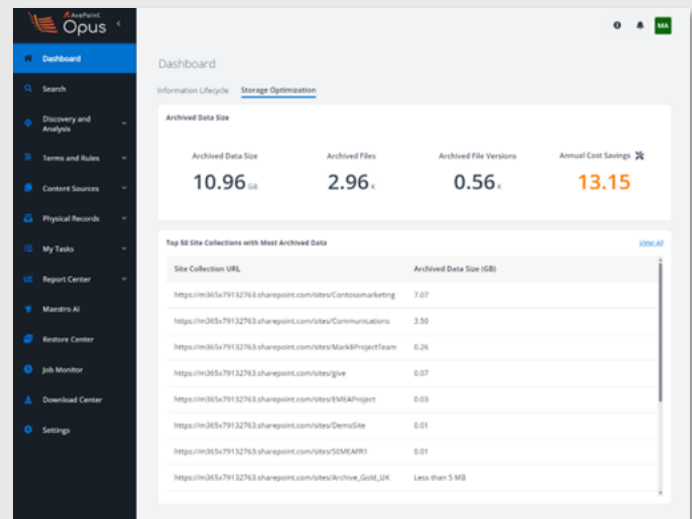 AvePoint
Opus
MA
Dashboard
Search
Discovery and
Analysis
Terms and Rules
Content Sources
Physical Records
My Tasks
Report Center
Maestro AI
Restore Center
Job Monitor
Download Center
Settings
Dashboard
Information Lifecycle Storage Optimization
Archived Data Size
Archived Data Size Archived Files Archived File Versions Annual Cost Savings
10.96 GB 2.96 K 0.56 K 13.15
Top 50 Site Collections with Most Archived Data View All
Site Collection URL Archived Data Size (GB)
https://m365x79132763.sharepoint.com/sites/Contosomarketing 7.07
https://m365x79132763.sharepoint.com/sites/Communications 3.50
https://m365x79132763.sharepoint.com/sites/Mark8ProjectTeam 0.26
https://m365x79132763.sharepoint.com/sites/give 0.07
https://m365x79132763.sharepoint.com/sites/EMEAProject 0.03
https://m365x79132763.sharepoint.com/sites/DemoSite 0.01
https://m365x79132763.sharepoint.com/sites/SEMEAFR1 0.01
https://m365x79132763.sharepoint.com/sites/Archive_Gold_UK Less than 5 MB